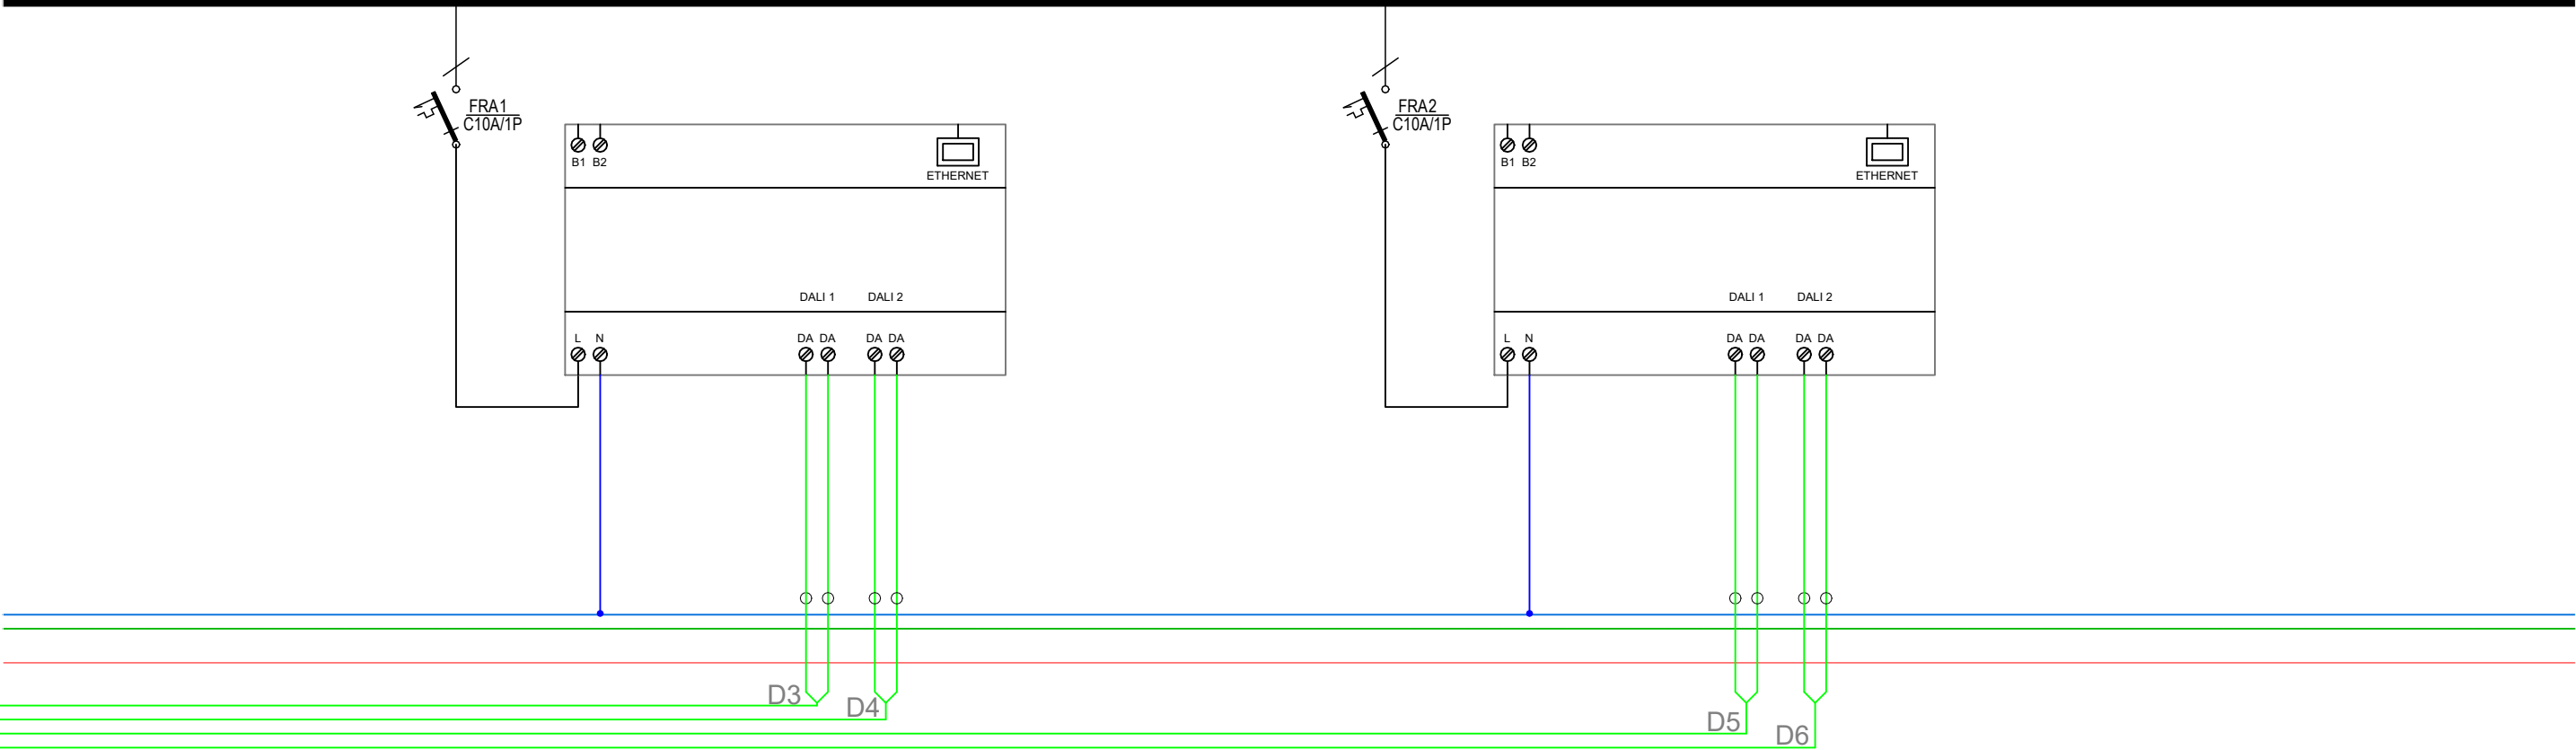 FRA1
C10A/1P
B1 B2
ETHERNET
DALI 1 DALI 2
L N DA DA DA DA
D3
D4
FRA2
C10A/1P
B1 B2
ETHERNET
DALI 1 DALI 2
L N DA DA DA DA
D5
D6